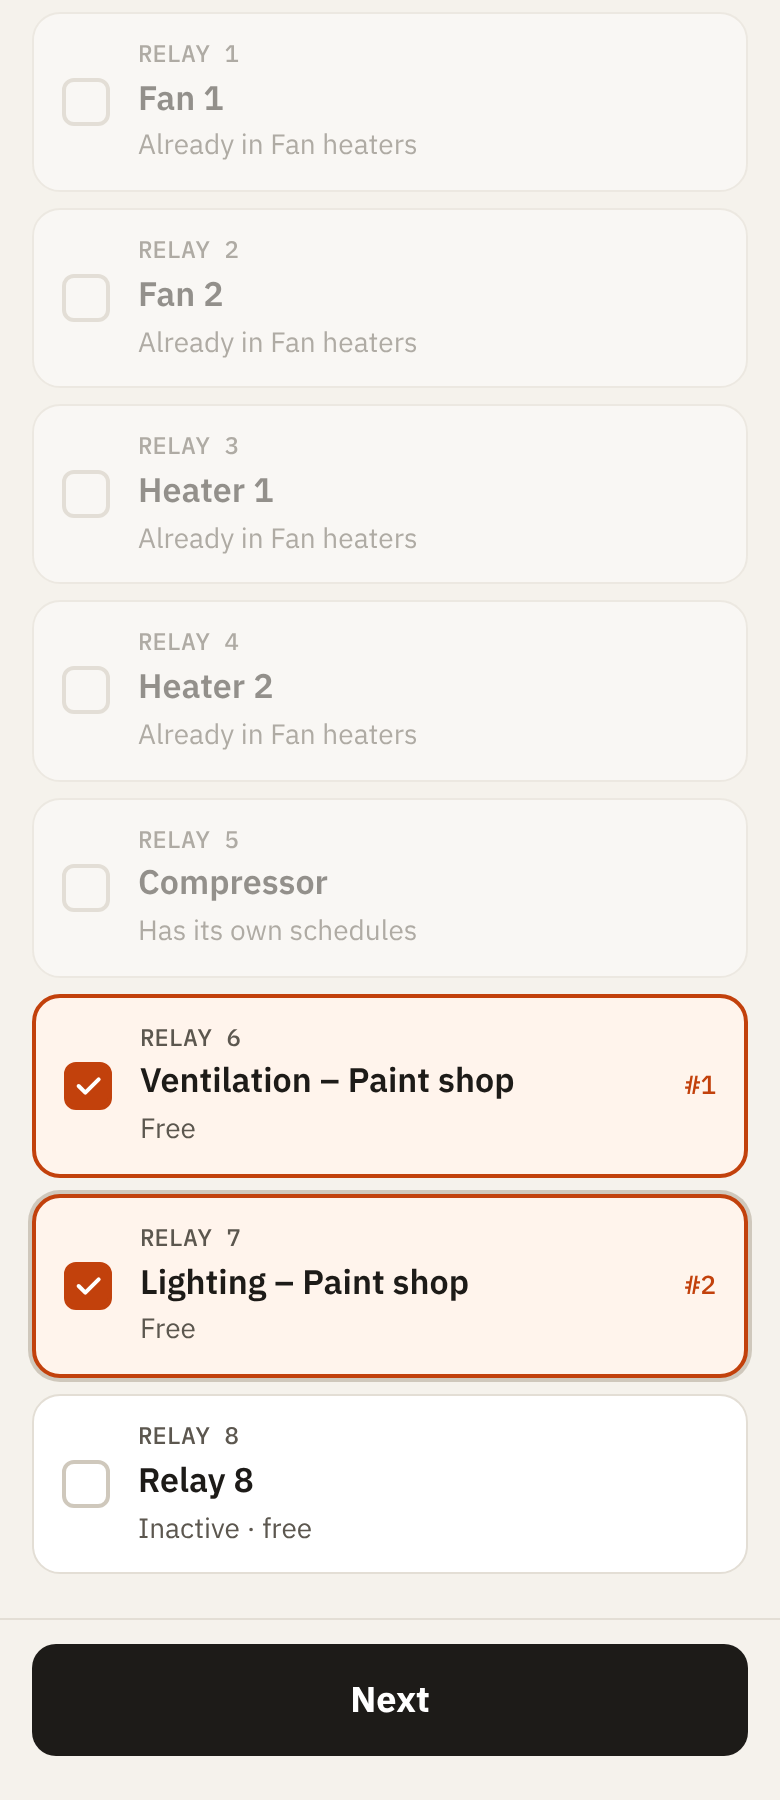 RELAY 1
Fan 1
Already in Fan heaters
RELAY 2
Fan 2
Already in Fan heaters
RELAY 3
Heater 1
Already in Fan heaters
RELAY 4
Heater 2
Already in Fan heaters
RELAY 5
Compressor
Has its own schedules
RELAY 6
Ventilation – Paint shop
#1
Free
RELAY 7
Lighting – Paint shop
#2
Free
RELAY 8
Relay 8
Inactive · free
Next